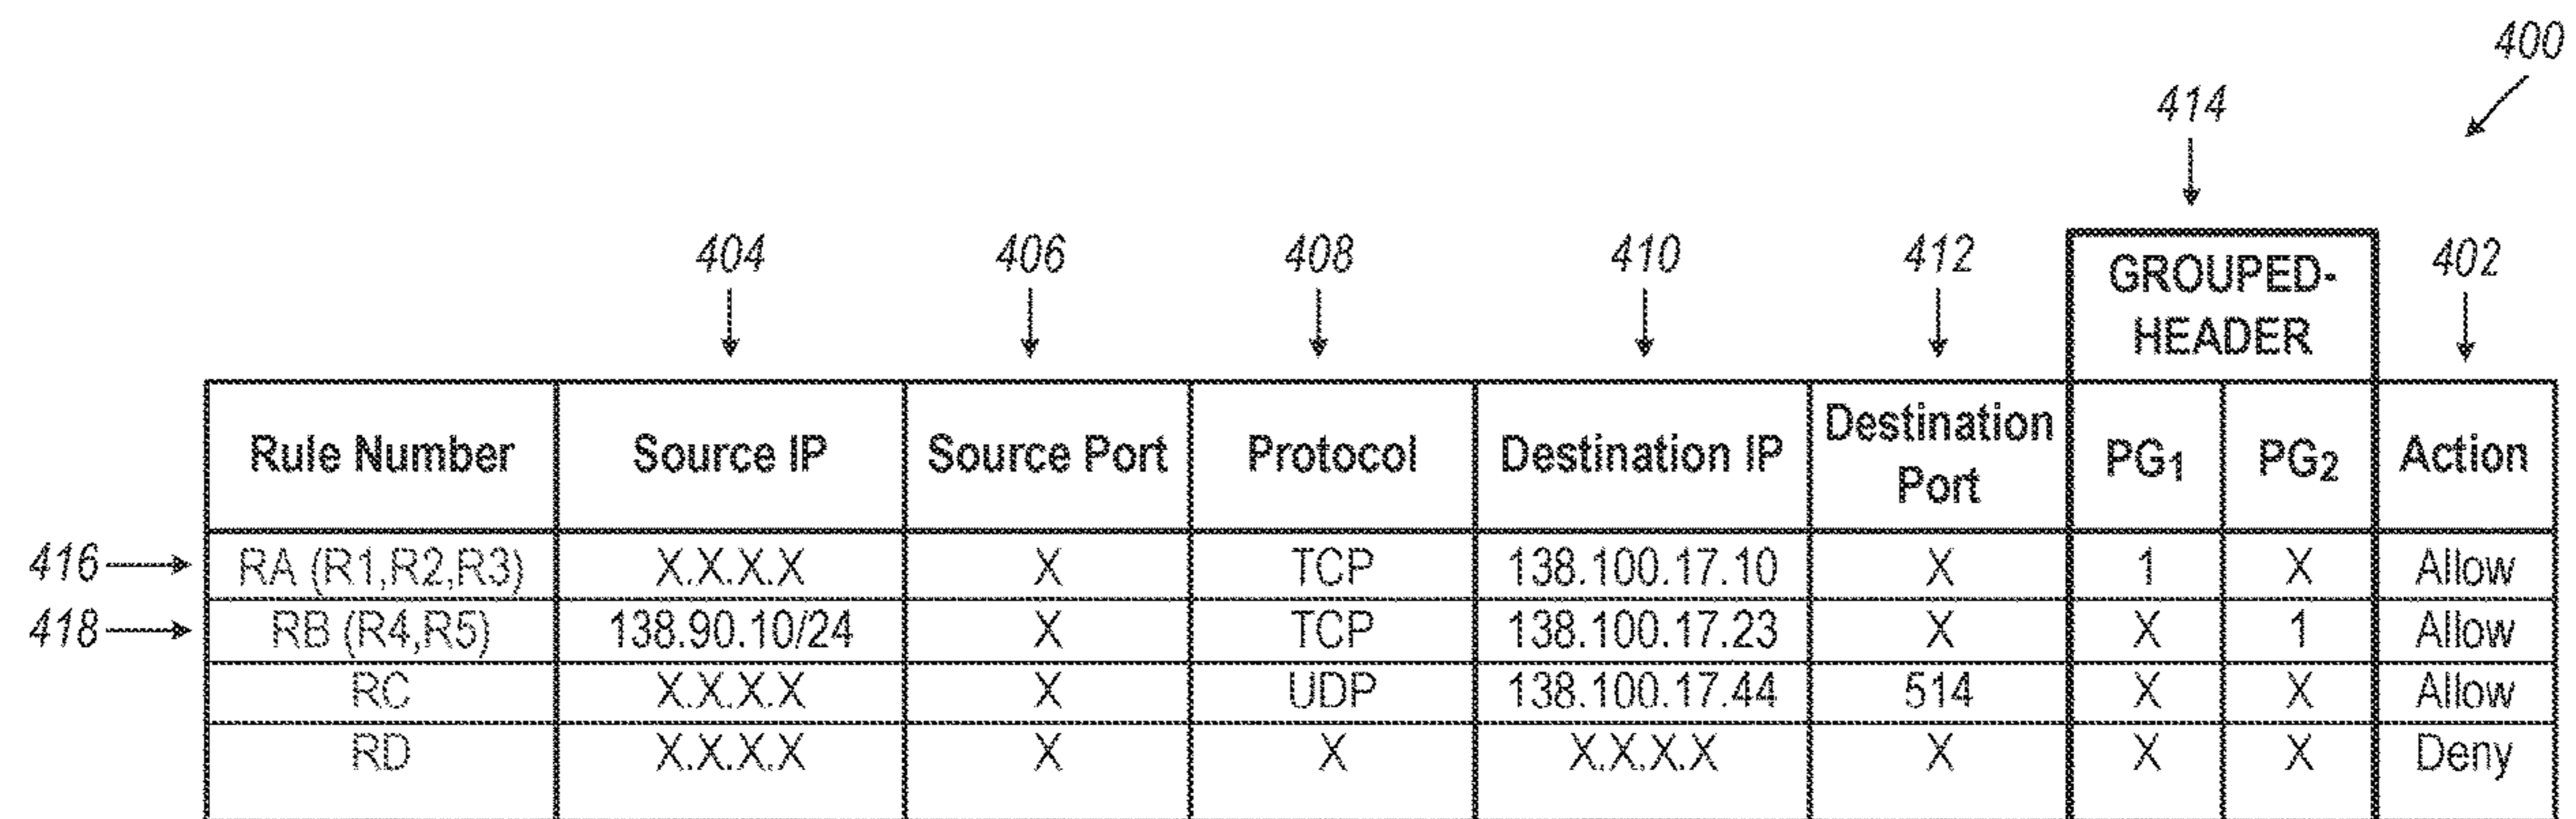 400
414
404 406 408 410 412 402
GROUPED-
HEADER
Rule Number Source IP Source Port Protocol Destination IP Destination Port PG1 PG2 Action
416 RA (R1,R2,R3) X.X.X.X X TCP 138.100.17.10 X 1 X Allow
418 RB (R4,R5) 138.90.10/24 X TCP 138.100.17.23 X X 1 Allow
RC X.X.X.X X UDP 138.100.17.44 514 X X Allow
RD X.X.X.X X X X.X.X.X X X X Deny